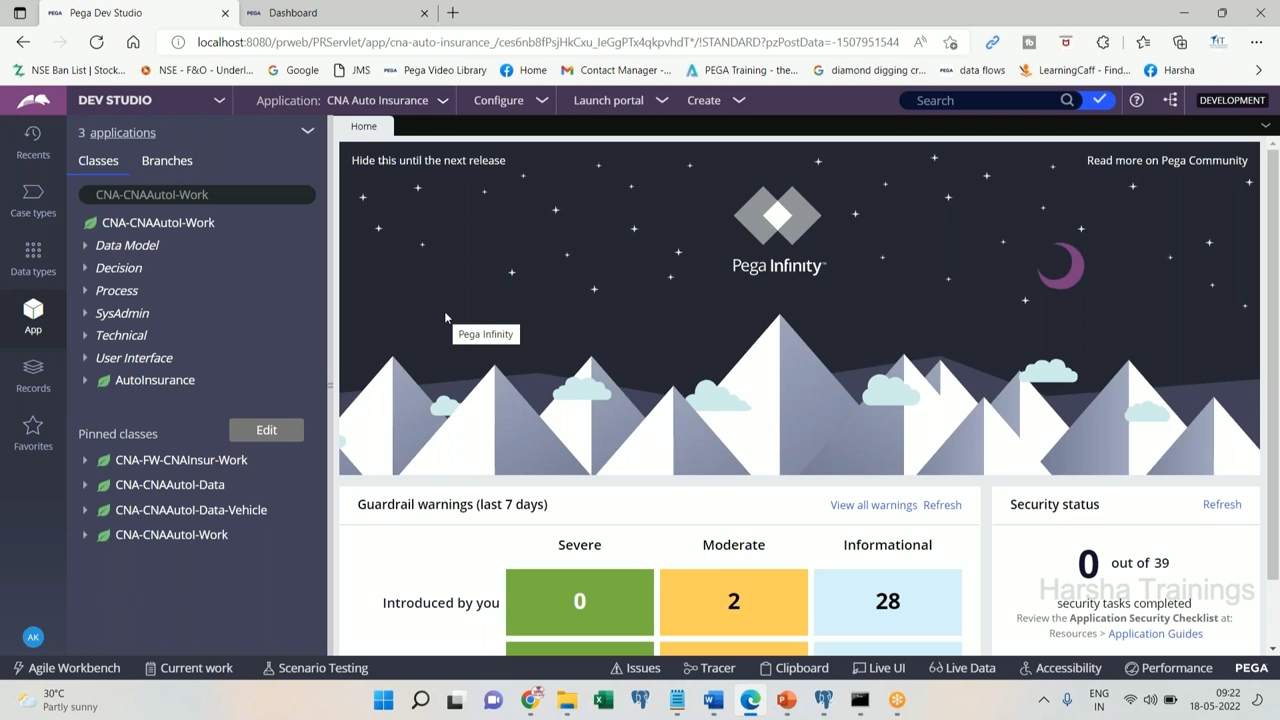 PEGA Pega Dev Studio
PEGA Dashboard
localhost:8080/prweb/PRServlet/app/cna-auto-insurance_/ces6nb8fPsjHkCxu_IeGgPTx4qkpvhdT*/!STANDARD?pzPostData=-1507951544
NSE Ban List | Stock...
NSE - F&O - Underl...
Google
JMS
PEGA Pega Video Library
Home
Contact Manager -...
PEGA Training - the...
diamond digging cr...
PEGA data flows
LearningCaff - Find...
Harsha
DEV STUDIO
Application: CNA Auto Insurance
Configure
Launch portal
Create
Search
DEVELOPMENT
Recents
Case types
Data types
App
Records
Favorites
AK
3 applications
Classes
Branches
CNA-CNAAutoI-Work
CNA-CNAAutoI-Work
Data Model
Decision
Process
SysAdmin
Technical
User Interface
AutoInsurance
Pinned classes
Edit
CNA-FW-CNAInsur-Work
CNA-CNAAutoI-Data
CNA-CNAAutoI-Data-Vehicle
CNA-CNAAutoI-Work
Home
Hide this until the next release
Read more on Pega Community
Pega Infinity™
Pega Infinity
Guardrail warnings (last 7 days)
View all warnings Refresh
Severe Moderate Informational
Introduced by you 0 2 28
Security status
Refresh
0 out of 39
Harsha Trainings
security tasks completed
Review the Application Security Checklist at:
Resources > Application Guides
Agile Workbench
Current work
Scenario Testing
Issues
Tracer
Clipboard
Live UI
Live Data
Accessibility
Performance
PEGA
30°C
Partly sunny
ENG
IN
09:22
18-05-2022